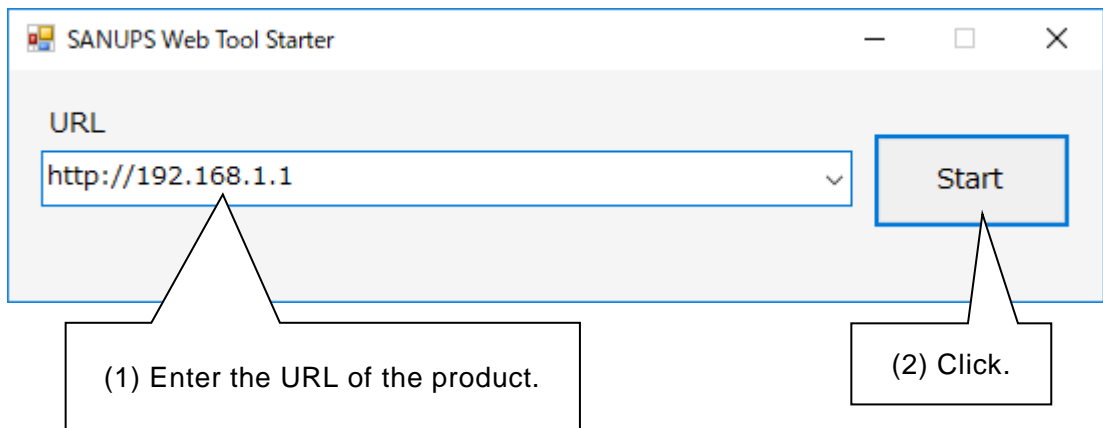 SANUPS Web Tool Starter
URL
http://192.168.1.1
Start
(1) Enter the URL of the product.
(2) Click.